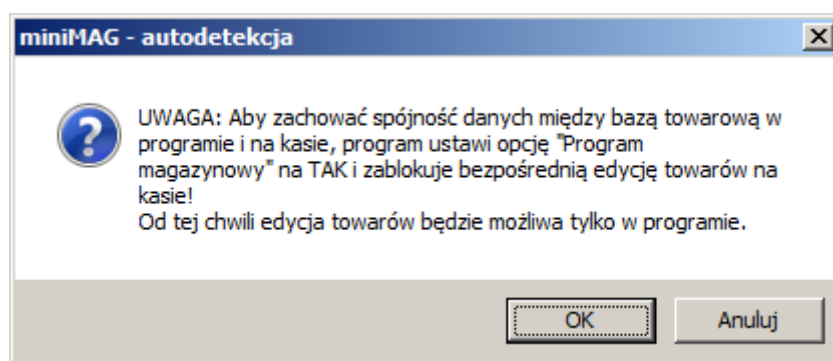 miniMAG - autodetekcja
UWAGA: Aby zachować spójność danych między bazą towarową w
programie i na kasie, program ustawi opcję "Program
magazynowy" na TAK i zablokuje bezpośrednią edycję towarów na
kasie!
Od tej chwili edycja towarów będzie możliwa tylko w programie.
OK
Anuluj